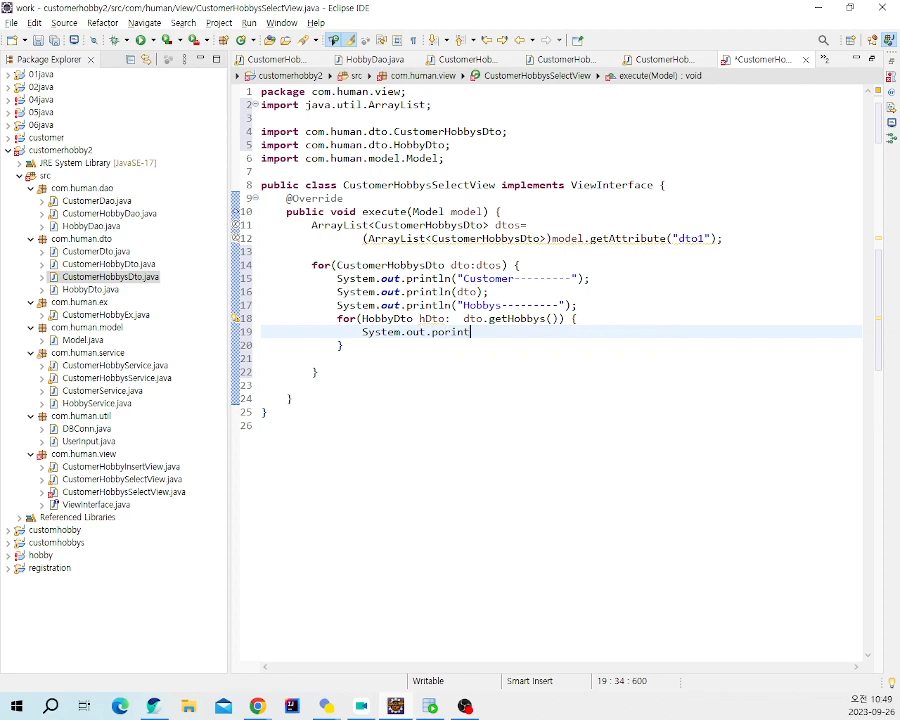 work - customerhobby2/src/com/human/view/CustomerHobbysSelectView.java - Eclipse IDE
File Edit Source Refactor Navigate Search Project Run Window Help
Package Explorer
CustomerHob...
HobbyDao.java
CustomerHob...
CustomerHob...
CustomerHob...
*CustomerHo...
customerhobby2 src com.human.view CustomerHobbysSelectView execute(Model) : void
01java
02java
04java
05java
06java
customer
customerhobby2
JRE System Library [JavaSE-17]
src
com.human.dao
CustomerDao.java
CustomerHobbyDao.java
HobbyDao.java
com.human.dto
CustomerDto.java
CustomerHobbyDto.java
CustomerHobbysDto.java
HobbyDto.java
com.human.ex
CustomerHobbyEx.java
com.human.model
Model.java
com.human.service
CustomerHobbyService.java
CustomerHobbysService.java
CustomerService.java
HobbyService.java
com.human.util
DBConn.java
UserInput.java
com.human.view
CustomerHobbyInsertView.java
CustomerHobbySelectView.java
CustomerHobbysSelectView.java
ViewInterface.java
Referenced Libraries
customhobby
customhobbys
hobby
registration
1 package com.human.view;
2 import java.util.ArrayList;
3
4 import com.human.dto.CustomerHobbysDto;
5 import com.human.dto.HobbyDto;
6 import com.human.model.Model;
7
8 public class CustomerHobbysSelectView implements ViewInterface {
9 @Override
10 public void execute(Model model) {
11 ArrayList<CustomerHobbysDto> dtos=
12 (ArrayList<CustomerHobbysDto>)model.getAttribute("dto1");
13
14 for(CustomerHobbysDto dto:dtos) {
15 System.out.println("Customer---------");
16 System.out.println(dto);
17 System.out.println("Hobbys---------");
18 for(HobbyDto hDto: dto.getHobbys()) {
19 System.out.porint
20 }
21
22 }
23
24 }
25 }
26
Writable Smart Insert 19 : 34 : 600
오전 10:49
2023-09-26